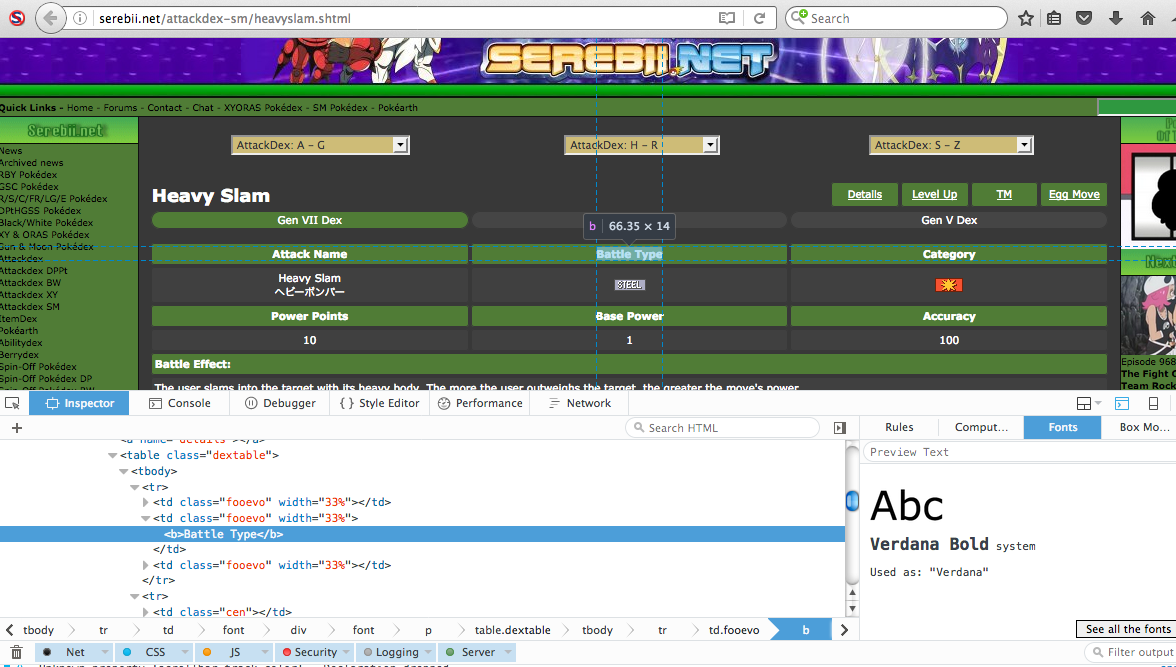 serebii.net/attackdex-sm/heavyslam.shtml
Search
SEREBII.NET
Quick Links - Home - Forums - Contact - Chat - XYORAS Pokédex - SM Pokédex - Pokéarth
Serebii.net
News
Archived news
RBY Pokédex
GSC Pokédex
R/S/C/FR/LG/E Pokédex
DPtHGSS Pokédex
Black/White Pokédex
XY & ORAS Pokédex
Sun & Moon Pokédex
Attackdex
Attackdex DPPt
Attackdex BW
Attackdex XY
Attackdex SM
ItemDex
Pokéarth
Abilitydex
Berrydex
Spin-Off Pokédex
Spin-Off Pokédex DP
Spin-Off Pokédex BW
AttackDex: A - G
AttackDex: H - R
AttackDex: S - Z
Heavy Slam
Details
Level Up
TM
Egg Move
Gen VII Dex
Gen V Dex
b 66.35 × 14
Attack Name
Battle Type
Category
Heavy Slam
ヘビーボンバー
STEEL
Power Points
Base Power
Accuracy
10
1
100
Battle Effect:
The user slams into the target with its heavy body. The more the user outweighs the target, the greater the move's power.
Of T
Next
Episode 968
The Fight O
Team Rock
Inspector
Console
Debugger
{ } Style Editor
Performance
Network
+
Search HTML
Rules
Comput...
Fonts
Box Mo...
<a name="details"></a>
<table class="dextable">
<tbody>
<tr>
<td class="fooevo" width="33%"></td>
<td class="fooevo" width="33%">
<b>Battle Type</b>
</td>
<td class="fooevo" width="33%"></td>
</tr>
<tr>
<td class="cen"></td>
Preview Text
Abc
Verdana Bold system
Used as: "Verdana"
See all the fonts
tbody
tr
td
font
div
font
p
table.dextable
tbody
tr
td.fooevo
b
Net
CSS
JS
Security
Logging
Server
Filter output